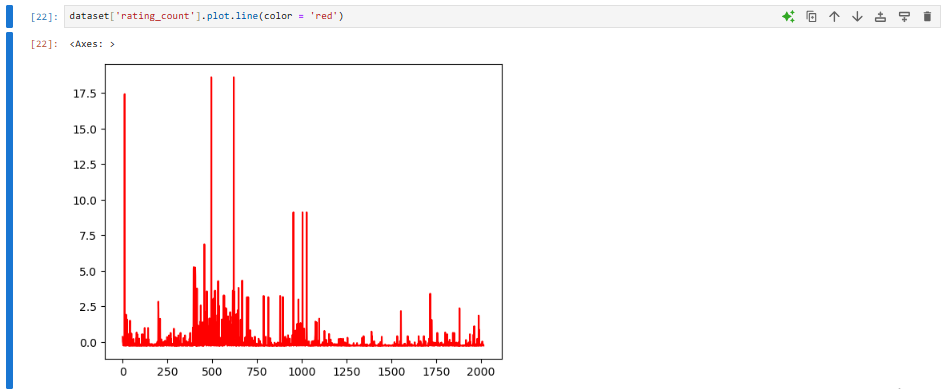 [22]: dataset['rating_count'].plot.line(color = 'red')
[22]: <Axes: >
17.5
15.0
12.5
10.0
7.5
5.0
2.5
0.0
0 250 500 750 1000 1250 1500 1750 2000